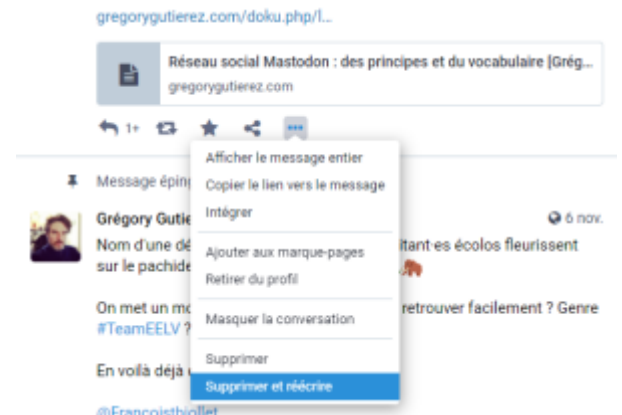 gregorygutierez.com/doku.php/l...
Réseau social Mastodon : des principes et du vocabulaire [Grég...
gregorygutierez.com
1+
Afficher le message entier
Message éping
Copier le lien vers le message
Intégrer
Grégory Gutie
6 nov.
Nom d'une dé
itant·es écolos fleurissent
Ajouter aux marque-pages
sur le pachide
Retirer du profil
On met un mo
retrouver facilement ? Genre
Masquer la conversation
#TeamEELV ?
Supprimer
En voilà déjà
Supprimer et réécrire
@Francoisthiollet